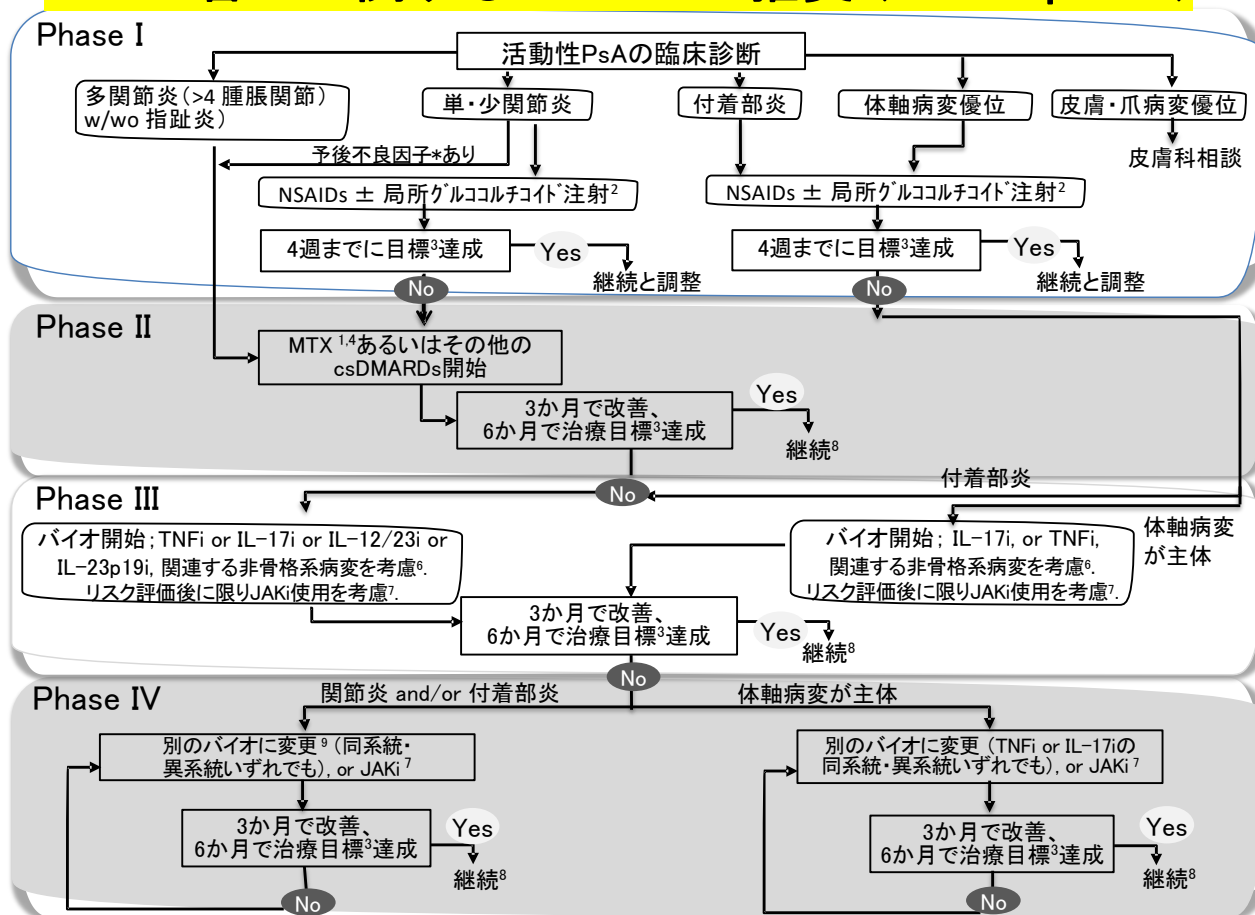 Phase I
活動性PsAの臨床診断
多関節炎(>4 腫脹関節)
w/wo 指趾炎)
単・少関節炎
付着部炎
体軸病変優位
皮膚・爪病変優位
予後不良因子*あり
皮膚科相談
NSAIDs ± 局所グルココルチコイド注射2
NSAIDs ± 局所グルココルチコイド注射2
4週までに目標3達成
Yes
4週までに目標3達成
Yes
継続と調整
継続と調整
No
No
Phase II
MTX 1,4あるいはその他の
csDMARDs開始
Yes
3か月で改善、
6か月で治療目標3達成
継続8
付着部炎
No
Phase III
バイオ開始;TNFi or IL-17i or IL-12/23i or
IL-23p19i, 関連する非骨格系病変を考慮6.
リスク評価後に限りJAKi使用を考慮7.
バイオ開始; IL-17i, or TNFi,
関連する非骨格系病変を考慮6.
リスク評価後に限りJAKi使用を考慮7.
体軸病変
が主体
3か月で改善、
6か月で治療目標3達成
Yes
継続8
No
Phase IV
関節炎 and/or 付着部炎
体軸病変が主体
別のバイオに変更9 (同系統・
異系統いずれでも), or JAKi7
別のバイオに変更 (TNFi or IL-17iの
同系統・異系統いずれでも), or JAKi7
3か月で改善、
6か月で治療目標3達成
Yes
継続8
No
3か月で改善、
6か月で治療目標3達成
Yes
継続8
No